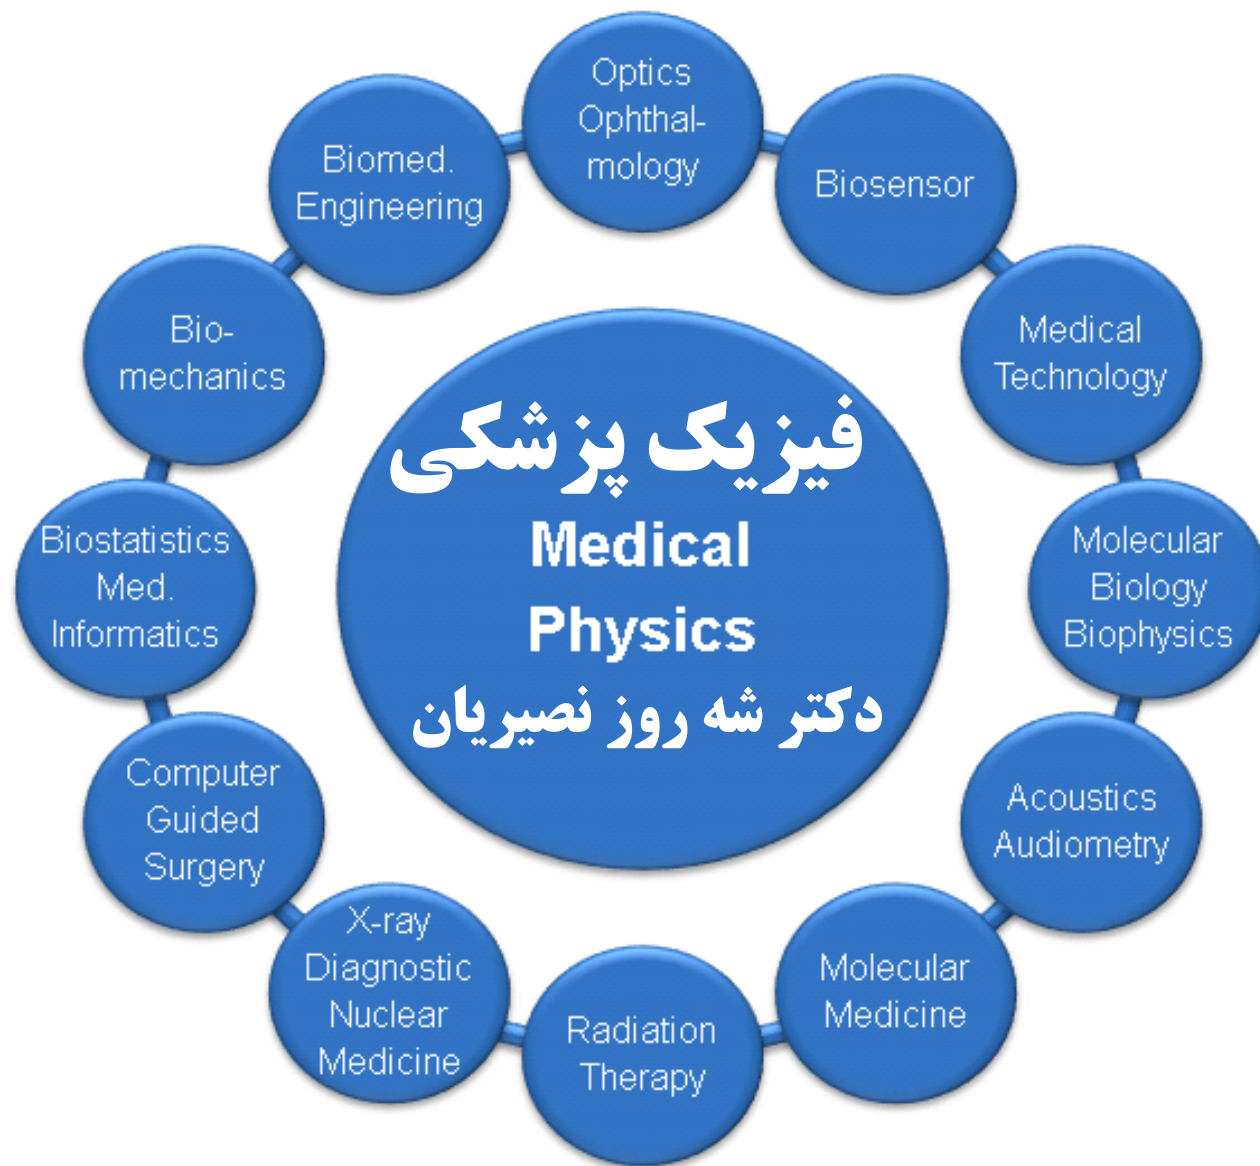 Optics
Ophthal-
mology
Biosensor
Medical
Technology
Molecular
Biology
Biophysics
Acoustics
Audiometry
Molecular
Medicine
Radiation
Therapy
X-ray
Diagnostic
Nuclear
Medicine
Computer
Guided
Surgery
Biostatistics
Med.
Informatics
Bio-
mechanics
Biomed.
Engineering
فیزیک پزشکی
Medical
Physics
دکتر شه روز نصیریان